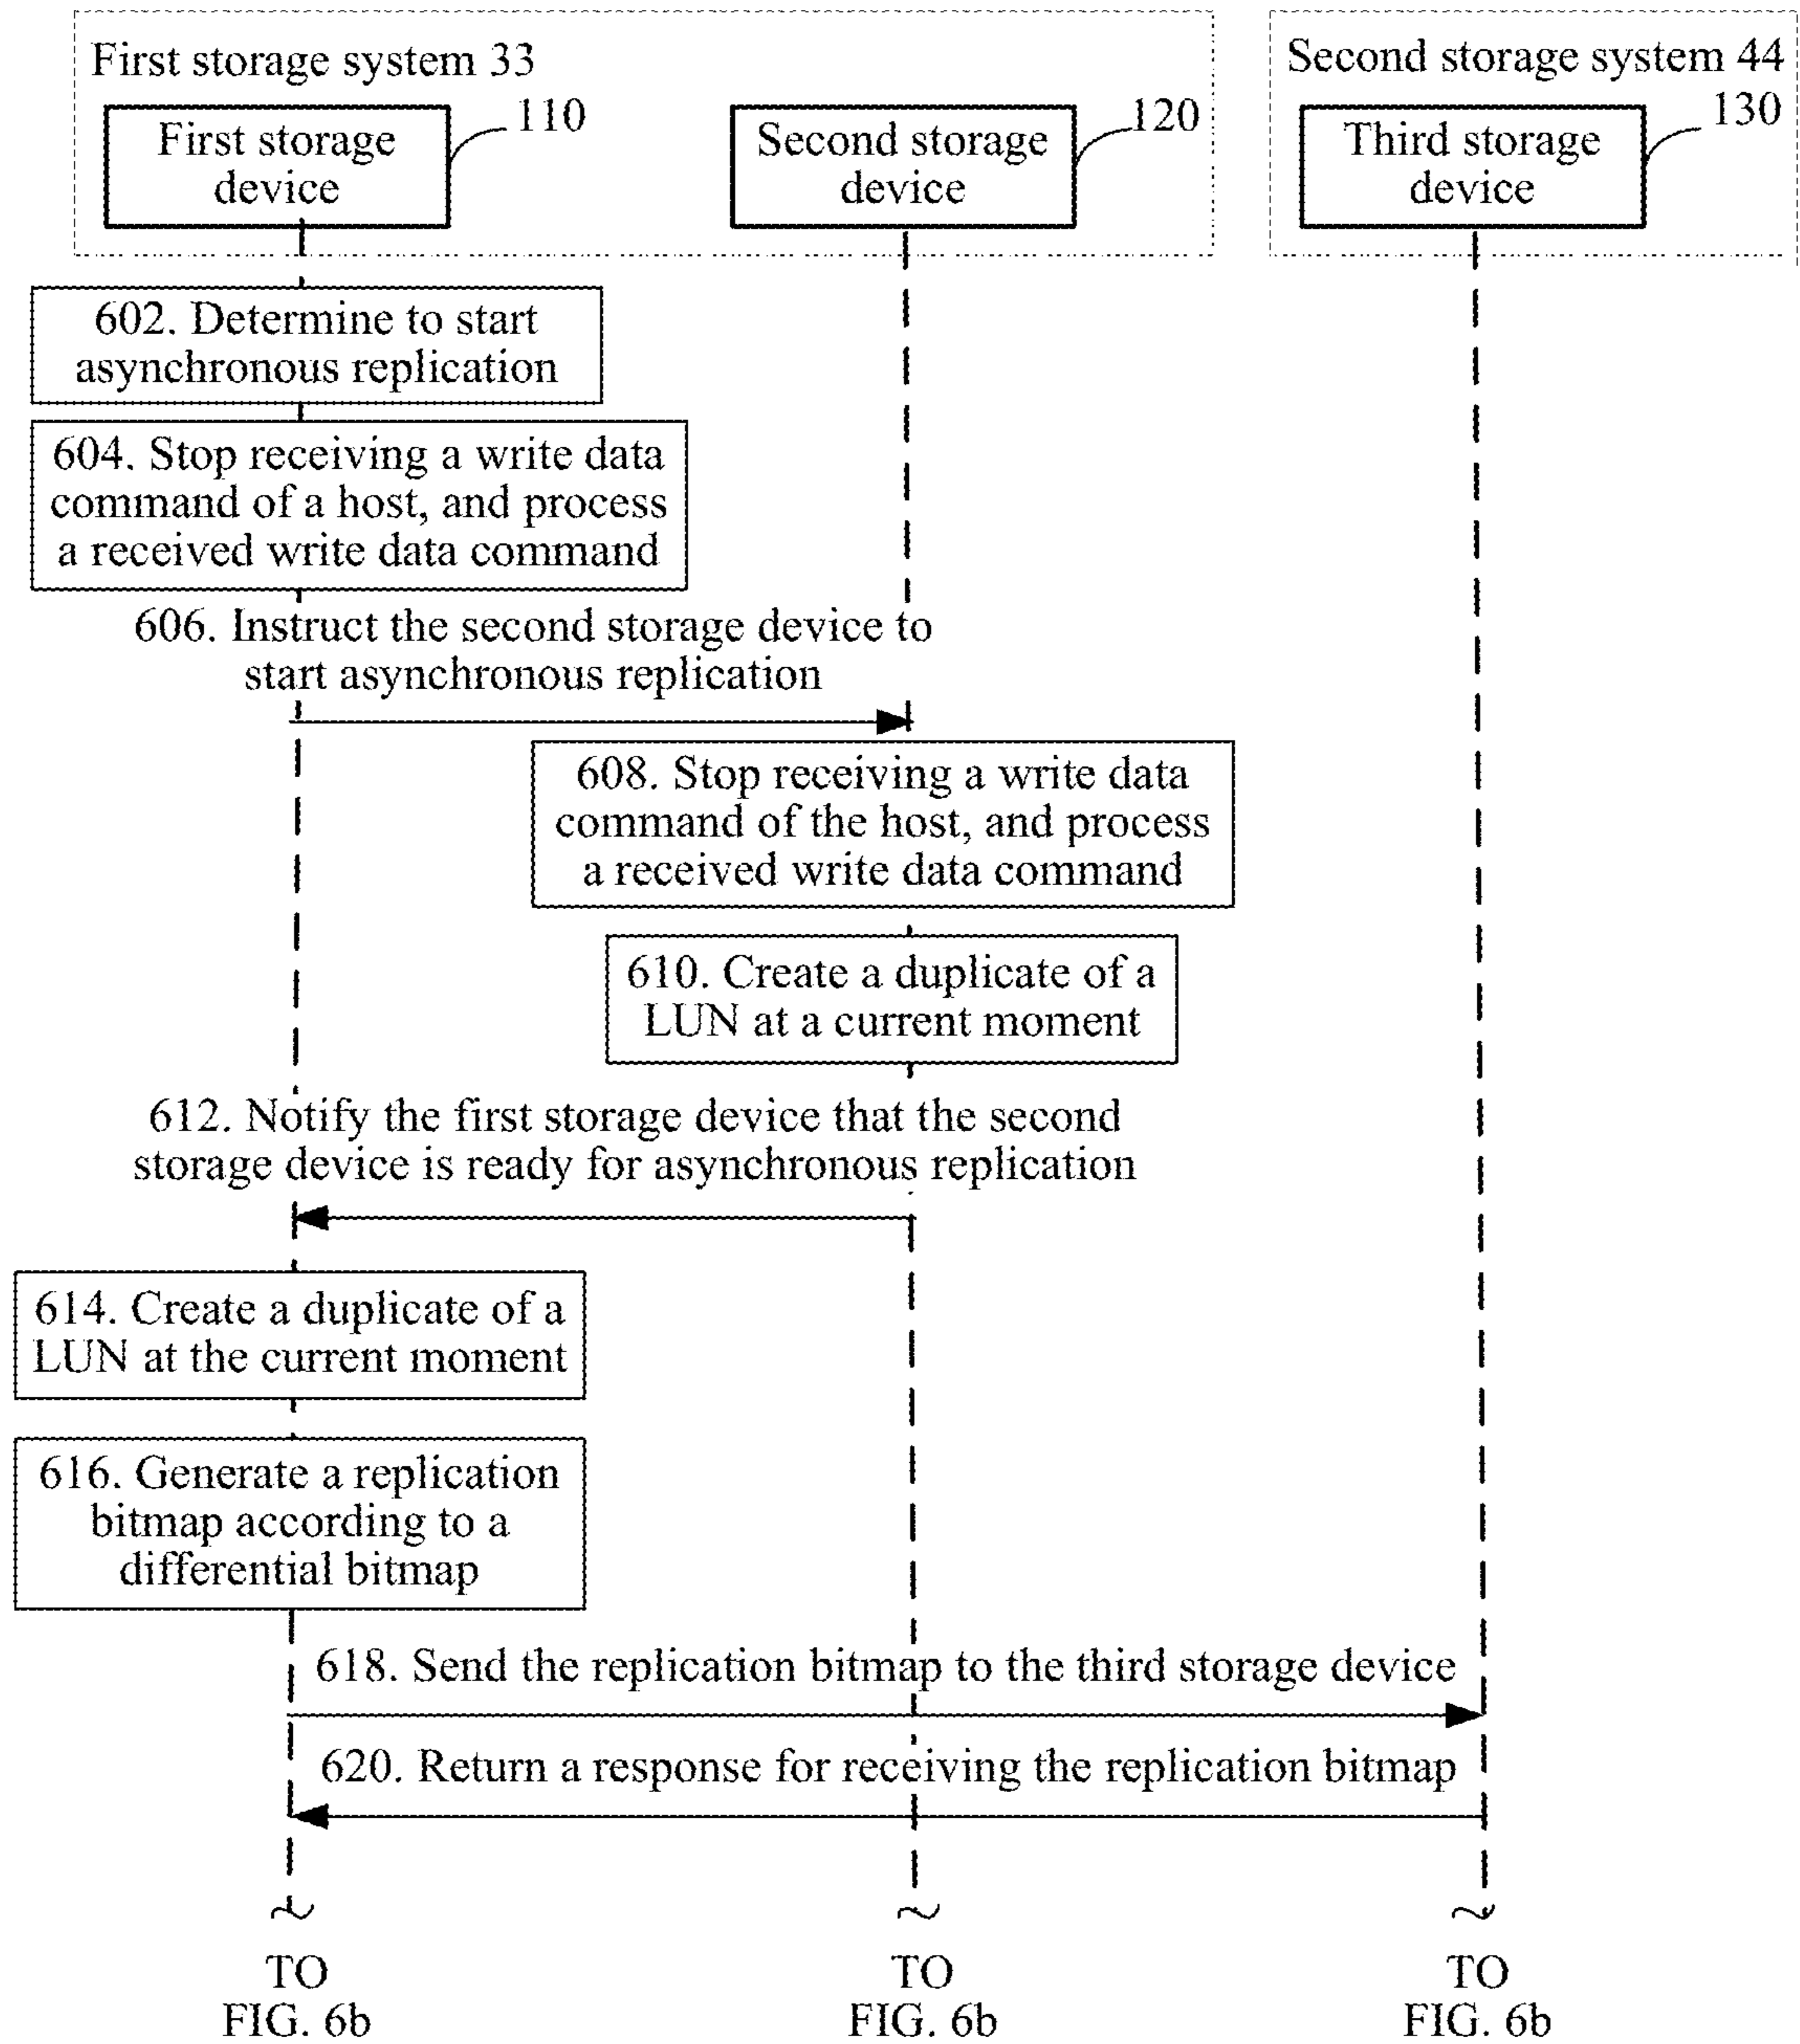 First storage system 33
Second storage system 44
110
120
130
First storage
device
Second storage
device
Third storage
device
602. Determine to start
asynchronous replication
604. Stop receiving a write data
command of a host, and process
a received write data command
606. Instruct the second storage device to
start asynchronous replication
608. Stop receiving a write data
command of the host, and process
a received write data command
610. Create a duplicate of a
LUN at a current moment
612. Notify the first storage device that the second
storage device is ready for asynchronous replication
614. Create a duplicate of a
LUN at the current moment
616. Generate a replication
bitmap according to a
differential bitmap
618. Send the replication bitmap to the third storage device
620. Return a response for receiving the replication bitmap
TO
FIG. 6b
TO
FIG. 6b
TO
FIG. 6b